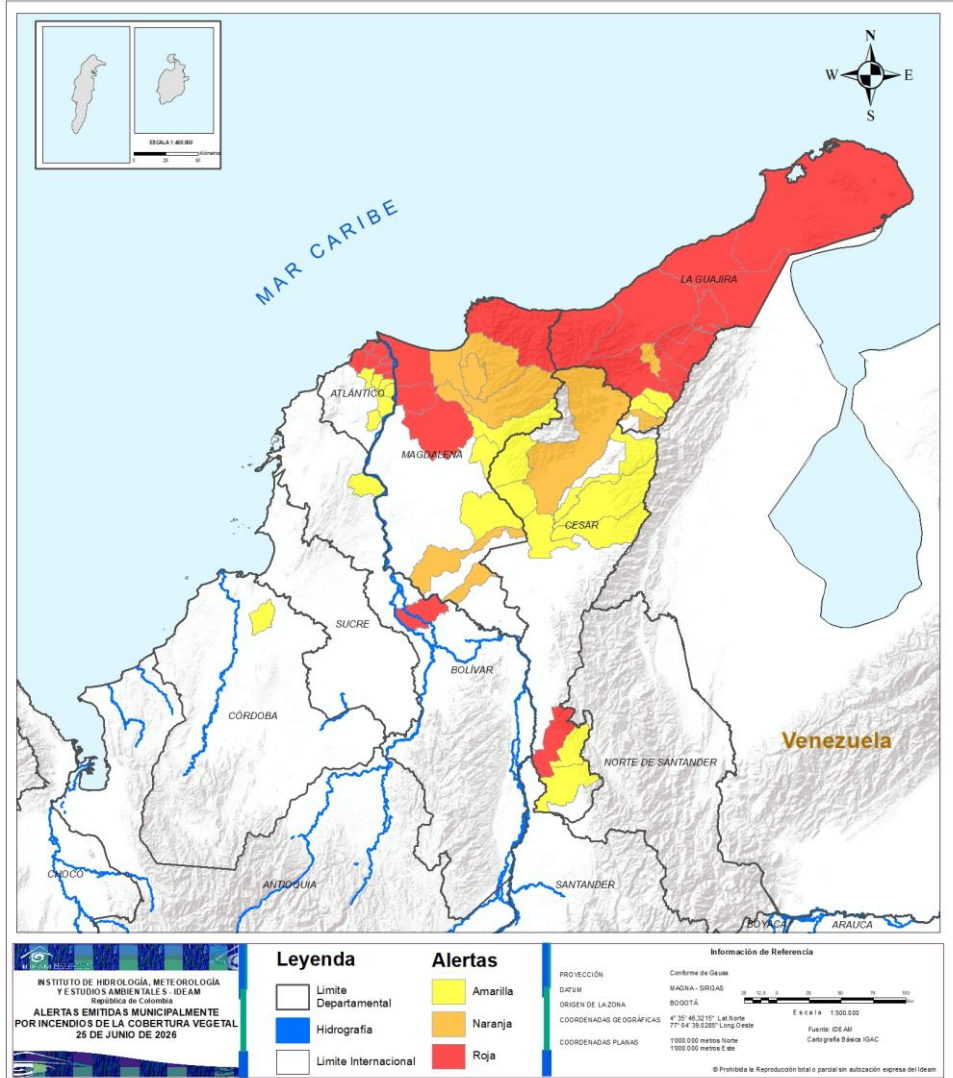 ESCALA 1:400.000
N
W E
S
MAR CARIBE
LA GUAJIRA
ATLÁNTICO
MAGDALENA
CESAR
SUCRE
BOLÍVAR
CÓRDOBA
Venezuela
NORTE DE SANTANDER
CHOCÓ
ANTIOQUIA
SANTANDER
BOYACÁ
ARAUCA
IDEAM
INSTITUTO DE HIDROLOGÍA, METEOROLOGÍA
Y ESTUDIOS AMBIENTALES - IDEAM
República de Colombia
ALERTAS EMITIDAS MUNICIPALMENTE
POR INCENDIOS DE LA COBERTURA VEGETAL
25 DE JUNIO DE 2026
Leyenda
Limite
Departamental
Hidrografía
Limite Internacional
Alertas
Amarilla
Naranja
Roja
Información de Referencia
PROYECCIÓN Conforme de Gauss
DATUM MAGNA - SIRGAS
ORIGEN DE LA ZONA BOGOTÁ
COORDENADAS GEOGRÁFICAS 4° 35' 46,3215" Lat.Norte
77° 04' 39,0285" Long.Oeste
COORDENADAS PLANAS 1'000.000 metros Norte
1'000.000 metros Este
Escala 1:500.000
Fuente: IDEAM
Cartografía Básica IGAC
© Prohibida la Reproducción total o parcial sin autozación expresa del Ideam